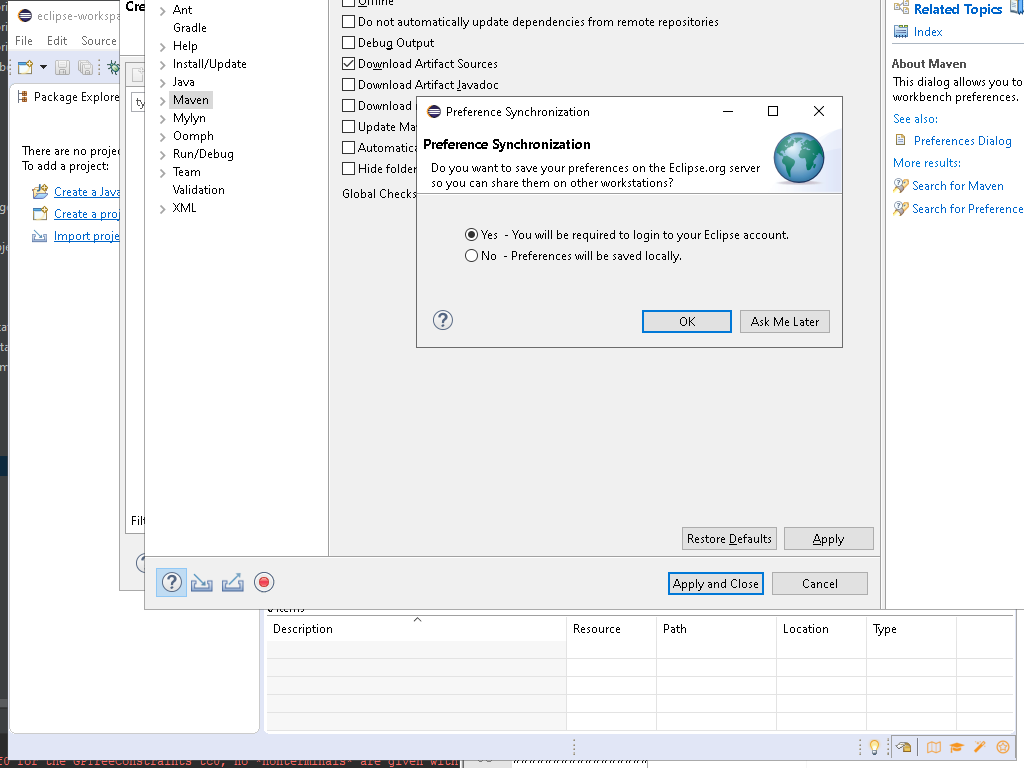 eclipse-workspa
Cre
File Edit Source
Package Explore
There are no projec
To add a project:
Create a Java
Create a proj
Import proje
ty
Filt
Ant
Gradle
Help
Install/Update
Java
Maven
Mylyn
Oomph
Run/Debug
Team
Validation
XML
Offline
Do not automatically update dependencies from remote repositories
Debug Output
Download Artifact Sources
Download Artifact Javadoc
Download
Update Ma
Automatica
Hide folder
Global Checks
Preference Synchronization
Preference Synchronization
Do you want to save your preferences on the Eclipse.org server
so you can share them on other workstations?
Yes - You will be required to login to your Eclipse account.
No - Preferences will be saved locally.
OK Ask Me Later
Restore Defaults Apply
Apply and Close Cancel
Related Topics
Index
About Maven
This dialog allows you to
workbench preferences.
See also:
Preferences Dialog
More results:
Search for Maven
Search for Preference
items
Description Resource Path Location Type
for the GFTreeConstraints tcU, no -nonterminals- are given with